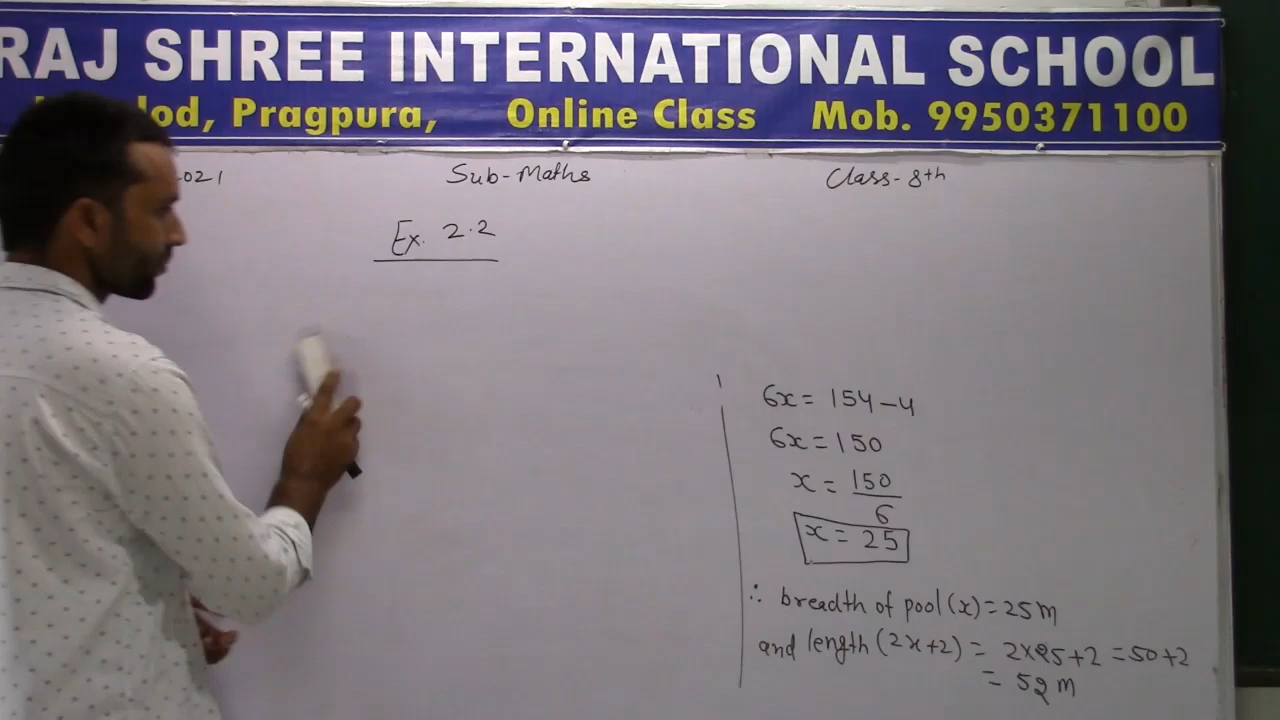 RAJ SHREE INTERNATIONAL SCHOOL
Pragpura, Online Class Mob. 9950371100
Sub-Maths Class-8th
Ex. 2.2
6x = 154-4
6x = 150
x = 150
6
x = 25
∴ breadth of pool (x) = 25 m
and length (2x+2) = 2×25+2 = 50+2
= 52 m